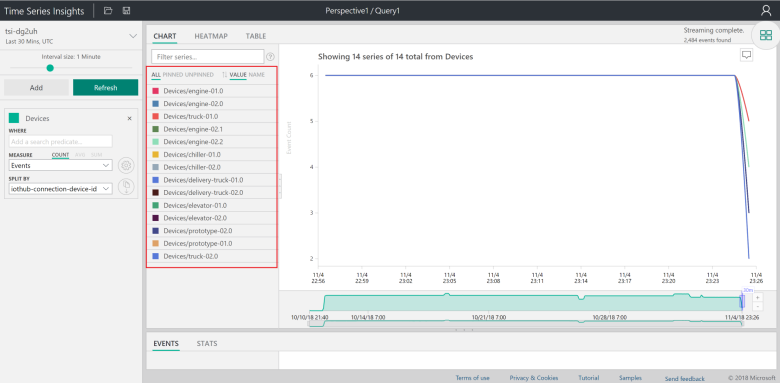 Time Series Insights
Perspective1 / Query1
tsi-dg2uh
Last 30 Mins, UTC
Interval size: 1 Minute
Add
Refresh
Devices
WHERE
Add a search predicate...
MEASURE
COUNT AVG SUM
Events
SPLIT BY
iothub-connection-device-id
CHART
HEATMAP
TABLE
Streaming complete.
2,484 events found
Filter series...
?
ALL PINNED UNPINNED
VALUE NAME
Devices/engine-01.0
Devices/engine-02.0
Devices/truck-01.0
Devices/engine-02.1
Devices/engine-02.2
Devices/chiller-01.0
Devices/chiller-02.0
Devices/delivery-truck-01.0
Devices/delivery-truck-02.0
Devices/elevator-01.0
Devices/elevator-02.0
Devices/prototype-02.0
Devices/prototype-01.0
Devices/truck-02.0
Showing 14 series of 14 total from Devices
Event Count
6
5
4
3
2
11/4 22:56
11/4 22:59
11/4 23:02
11/4 23:05
11/4 23:08
11/4 23:11
11/4 23:14
11/4 23:17
11/4 23:20
11/4 23:23
11/4 23:26
30m
+
-
10/10/18 21:40
10/14/18 7:00
10/21/18 7:00
10/28/18 7:00
11/4/18 23:26
EVENTS
STATS
Terms of use
Privacy & Cookies
Tutorial
Samples
Send feedback
© 2018 Microsoft